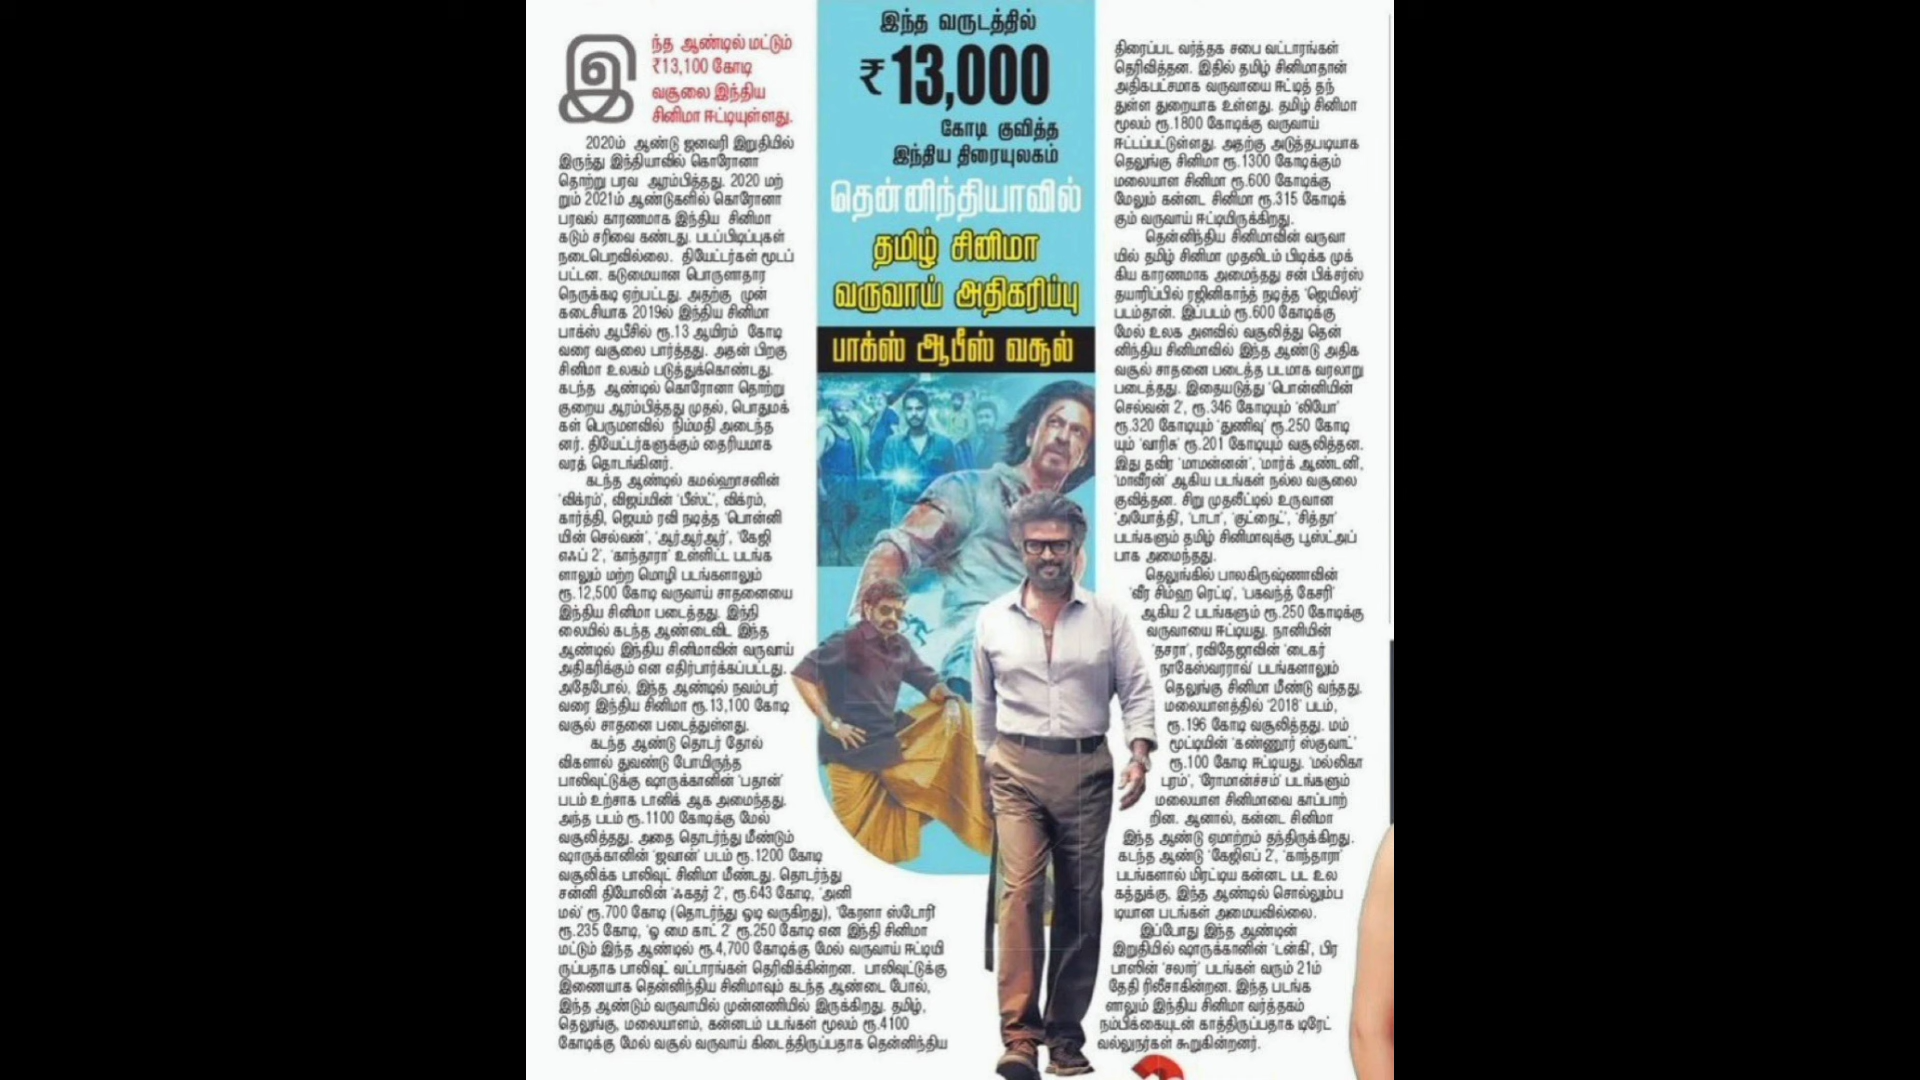 இந்த வருடத்தில்
₹13,000
கோடி குவித்த
இந்திய திரையுலகம்
தென்னிந்தியாவில்
தமிழ் சினிமா
வருவாய் அதிகரிப்பு
பாக்ஸ் ஆபீஸ் வசூல்
இந்த ஆண்டில் மட்டும்
₹13,100 கோடி
வசூலை இந்திய
சினிமா ஈட்டியுள்ளது.
2020ம் ஆண்டு ஜனவரி இறுதியில்
இருந்து இந்தியாவில் கொரோனா
தொற்று பரவ ஆரம்பித்தது. 2020 மற்
றும் 2021ம் ஆண்டுகளில் கொரோனா
பரவல் காரணமாக இந்திய சினிமா
கடும் சரிவை கண்டது. படப்பிடிப்புகள்
நடைபெறவில்லை. தியேட்டர்கள் மூடப்
பட்டன. கடுமையான பொருளாதார
நெருக்கடி ஏற்பட்டது. அதற்கு முன்
கடைசியாக 2019ல் இந்திய சினிமா
பாக்ஸ் ஆபீசில் ரூ.13 ஆயிரம் கோடி
வரை வசூலை பார்த்தது. அதன் பிறகு
சினிமா உலகம் படுத்துக்கொண்டது.
கடந்த ஆண்டில் கொரோனா தொற்று
குறைய ஆரம்பித்தது முதல், பொதுமக்
கள் பெருமளவில் நிம்மதி அடைந்த
னர். தியேட்டர்களுக்கும் தைரியமாக
வரத் தொடங்கினர்.
கடந்த ஆண்டில் கமல்ஹாசனின்
'விக்ரம்', விஜய்யின் 'பீஸ்ட்', விக்ரம்,
கார்த்தி, ஜெயம் ரவி நடித்த 'பொன்னி
யின் செல்வன்', 'ஆர்ஆர்ஆர்', 'கேஜி
எஃப் 2', 'காந்தாரா' உள்ளிட்ட படங்க
ளாலும் மற்ற மொழி படங்களாலும்
ரூ.12,500 கோடி வருவாய் சாதனையை
இந்திய சினிமா படைத்தது. இந்நி
லையில் கடந்த ஆண்டைவிட இந்த
ஆண்டில் இந்திய சினிமாவின் வருவாய்
அதிகரிக்கும் என எதிர்பார்க்கப்பட்டது.
அதேபோல், இந்த ஆண்டில் நவம்பர்
வரை இந்திய சினிமா ரூ.13,100 கோடி
வசூல் சாதனை படைத்துள்ளது.
கடந்த ஆண்டு தொடர் தோல்
விகளால் துவண்டு போயிருந்த
பாலிவுட்டுக்கு ஷாருக்கானின் 'பதான்'
படம் உற்சாக டானிக் ஆக அமைந்தது.
அந்த படம் ரூ.1100 கோடிக்கு மேல்
வசூலித்தது. அதை தொடர்ந்து மீண்டும்
ஷாருக்கானின் 'ஜவான்' படம் ரூ.1200 கோடி
வசூலிக்க பாலிவுட் சினிமா மீண்டது. தொடர்ந்து
சன்னி தியோலின் 'கதர் 2', ரூ.643 கோடி, 'அனி
மல்' ரூ.700 கோடி (தொடர்ந்து ஓடி வருகிறது), 'கேரளா ஸ்டோரி'
ரூ.235 கோடி, 'ஓ மை காட் 2' ரூ.250 கோடி என இந்தி சினிமா
மட்டும் இந்த ஆண்டில் ரூ.4,700 கோடிக்கு மேல் வருவாய் ஈட்டியி
ருப்பதாக பாலிவுட் வட்டாரங்கள் தெரிவிக்கின்றன. பாலிவுட்டுக்கு
இணையாக தென்னிந்திய சினிமாவும் கடந்த ஆண்டை போல்,
இந்த ஆண்டும் வருவாயில் முன்னணியில் இருக்கிறது. தமிழ்,
தெலுங்கு, மலையாளம், கன்னடம் படங்கள் மூலம் ரூ.4100
கோடிக்கு மேல் வசூல் வருவாய் கிடைத்திருப்பதாக தென்னிந்திய
திரைப்பட வர்த்தக சபை வட்டாரங்கள்
தெரிவித்தன. இதில் தமிழ் சினிமாதான்
அதிகபட்சமாக வருவாயை ஈட்டித் தந்
துள்ள துறையாக உள்ளது. தமிழ் சினிமா
மூலம் ரூ.1800 கோடிக்கு வருவாய்
ஈட்டப்பட்டுள்ளது. அதற்கு அடுத்தபடியாக
தெலுங்கு சினிமா ரூ.1300 கோடிக்கும்
மலையாள சினிமா ரூ.600 கோடிக்கு
மேலும் கன்னட சினிமா ரூ.315 கோடிக்
கும் வருவாய் ஈட்டியிருக்கிறது.
தென்னிந்திய சினிமாவின் வருவா
யில் தமிழ் சினிமா முதலிடம் பிடிக்க முக்
கிய காரணமாக அமைந்தது சன் பிக்சர்ஸ்
தயாரிப்பில் ரஜினிகாந்த் நடித்த 'ஜெயிலர்'
படம்தான். இப்படம் ரூ.600 கோடிக்கு
மேல் உலக அளவில் வசூலித்து தென்
னிந்திய சினிமாவில் இந்த ஆண்டு அதிக
வசூல் சாதனை படைத்த படமாக வரலாறு
படைத்தது. இதையடுத்து 'பொன்னியின்
செல்வன் 2', ரூ.346 கோடியும் 'லியோ'
ரூ.320 கோடியும் 'துணிவு' ரூ.250 கோடி
யும் 'வாரிசு' ரூ.201 கோடியும் வசூலித்தன.
இது தவிர 'மாமன்னன்', 'மார்க் ஆண்டனி',
'மாவீரன்' ஆகிய படங்கள் நல்ல வசூலை
குவித்தன. சிறு முதலீட்டில் உருவான
'அயோத்தி', 'டாடா', 'குட்நைட்', 'சித்தா'
படங்களும் தமிழ் சினிமாவுக்கு பூஸ்ட்அப்
பாக அமைந்தது.
தெலுங்கில் பாலகிருஷ்ணாவின்
'வீர சிம்ஹ ரெட்டி', 'பகவந்த் கேசரி'
ஆகிய 2 படங்களும் ரூ.250 கோடிக்கு
வருவாயை ஈட்டியது. நானியின்
'தசரா', ரவிதேஜாவின் 'டைகர்
நாகேஸ்வரராவ்' படங்களாலும்
தெலுங்கு சினிமா மீண்டு வந்தது.
மலையாளத்தில் '2018' படம்,
ரூ.196 கோடி வசூலித்தது. மம்
மூட்டியின் 'கண்ணூர் ஸ்குவாட்'
ரூ.100 கோடி ஈட்டியது. 'மல்லிகா
புரம்', 'ரோமான்ச்சம்' படங்களும்
மலையாள சினிமாவை காப்பாற்
றின. ஆனால், கன்னட சினிமா
இந்த ஆண்டு ஏமாற்றம் தந்திருக்கிறது.
கடந்த ஆண்டு 'கேஜிஎப் 2', 'காந்தாரா'
படங்களால் மிரட்டிய கன்னட பட உல
கத்துக்கு, இந்த ஆண்டில் சொல்லும்ப
டியான படங்கள் அமையவில்லை.
இப்போது இந்த ஆண்டின்
இறுதியில் ஷாருக்கானின் 'டன்கி', பிர
பாஸின் 'சலார்' படங்கள் வரும் 21ம்
தேதி ரிலீசாகின்றன. இந்த படங்க
ளாலும் இந்திய சினிமா வர்த்தகம்
நம்பிக்கையுடன் காத்திருப்பதாக டிரேட்
வல்லுநர்கள் கூறுகின்றனர்.